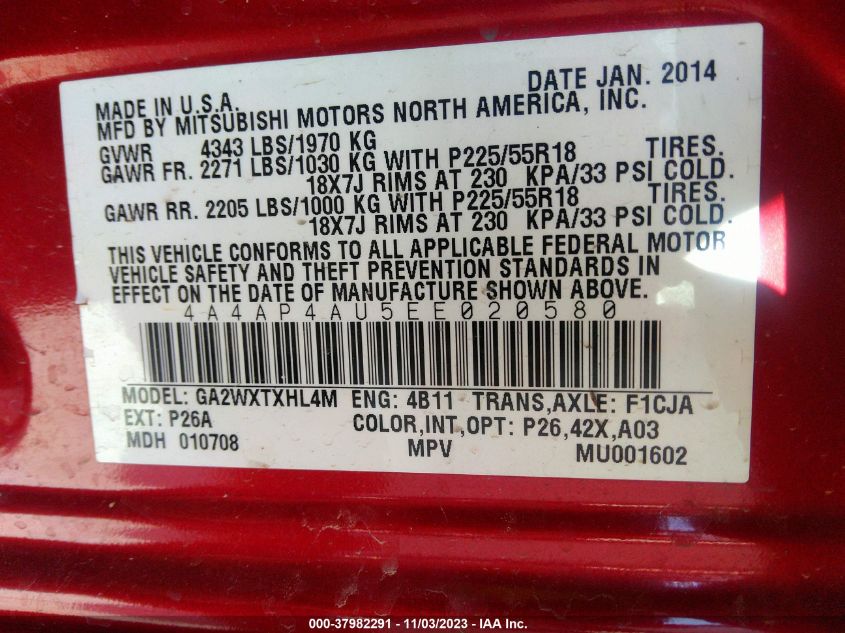 DATE JAN. 2014
MADE IN U.S.A.
MFD BY MITSUBISHI MOTORS NORTH AMERICA, INC.
GVWR 4343 LBS/1970 KG
GAWR FR. 2271 LBS/1030 KG WITH P225/55R18 TIRES.
18X7J RIMS AT 230 KPA/33 PSI COLD.
GAWR RR. 2205 LBS/1000 KG WITH P225/55R18 TIRES.
18X7J RIMS AT 230 KPA/33 PSI COLD.
THIS VEHICLE CONFORMS TO ALL APPLICABLE FEDERAL MOTOR
VEHICLE SAFETY AND THEFT PREVENTION STANDARDS IN
EFFECT ON THE DATE OF MANUFACTURE SHOWN ABOVE.
4A4AP4AU5EE020580
MODEL: GA2WXTXHL4M ENG: 4B11 TRANS,AXLE: F1CJA
EXT: P26A COLOR,INT,OPT: P26,42X,A03
MDH 010708 MPV MU001602
000-37982291 - 11/03/2023 - IAA Inc.